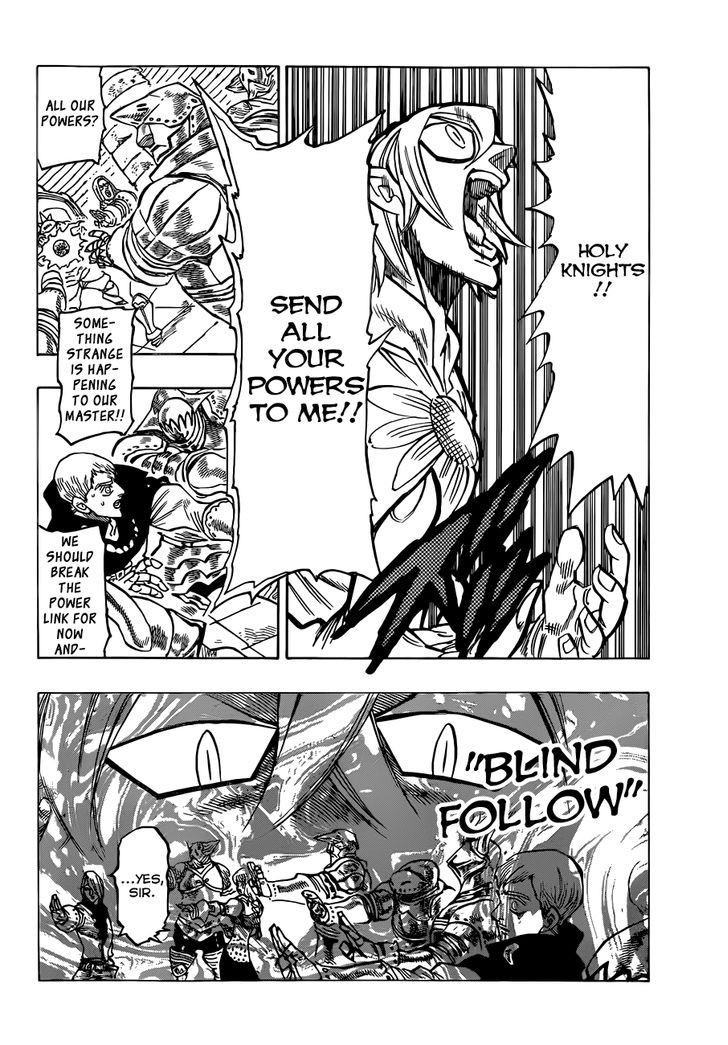 HOLY
KNIGHTS
!!
SEND
ALL
YOUR
POWERS
TO ME!!
ALL OUR
POWERS?
SOME-
THING
STRANGE
IS HAP-
PENING
TO OUR
MASTER!!
WE
SHOULD
BREAK
THE
POWER
LINK FOR
NOW
AND-
"BLIND
FOLLOW"
...YES,
SIR.